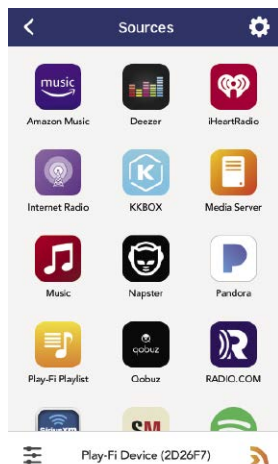 Sources
music
Amazon Music
Deezer
iHeartRadio
Internet Radio
KKBOX
Media Server
Music
Napster
Pandora
Play-Fi Playlist
qobuz
Qobuz
RADIO.COM
SiriusXM
SM
Play-Fi Device (2D26F7)